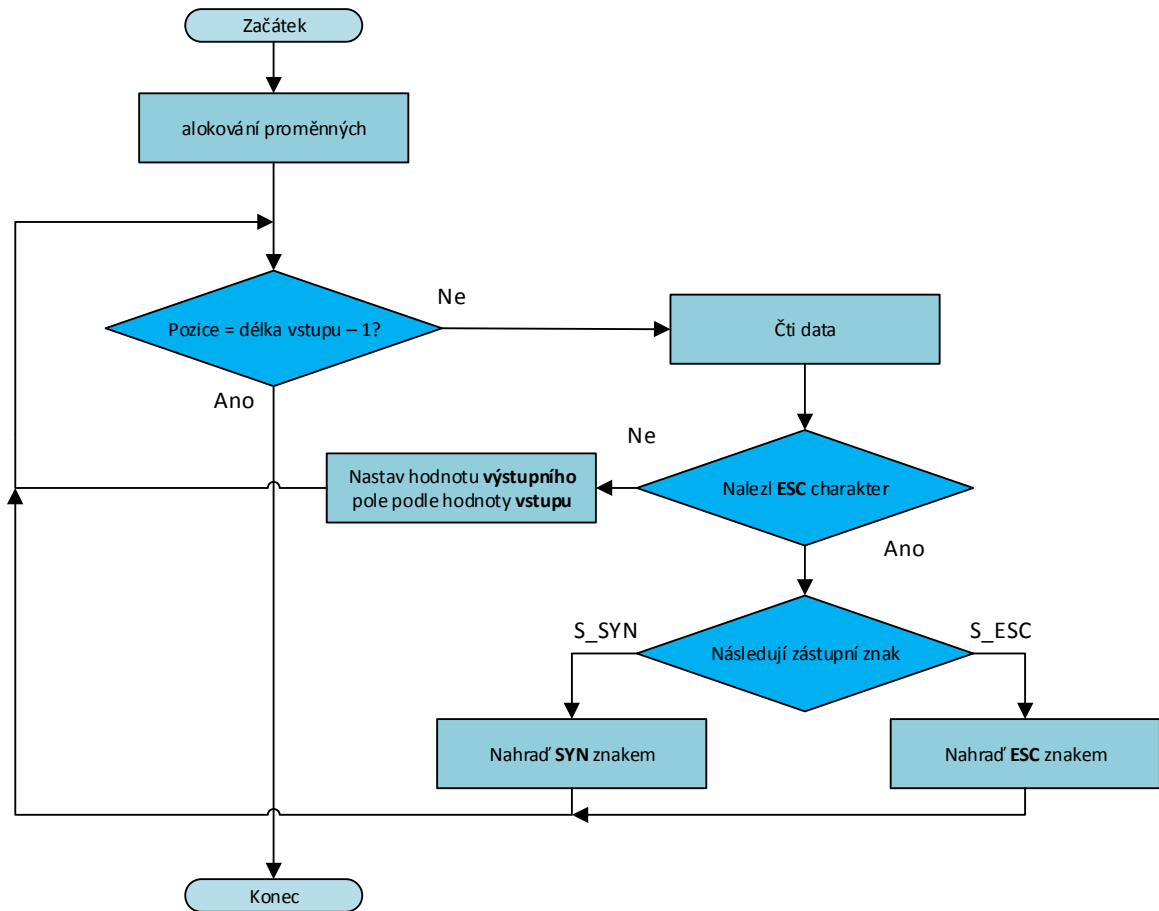 Začátek
alokování proměnných
Pozice = délka vstupu – 1?
Ne
Čti data
Ano
Ne
Nastav hodnotu výstupního
pole podle hodnoty vstupu
Nalezl ESC charakter
Ano
S_SYN
S_ESC
Následují zástupní znak
Nahraď SYN znakem
Nahraď ESC znakem
Konec